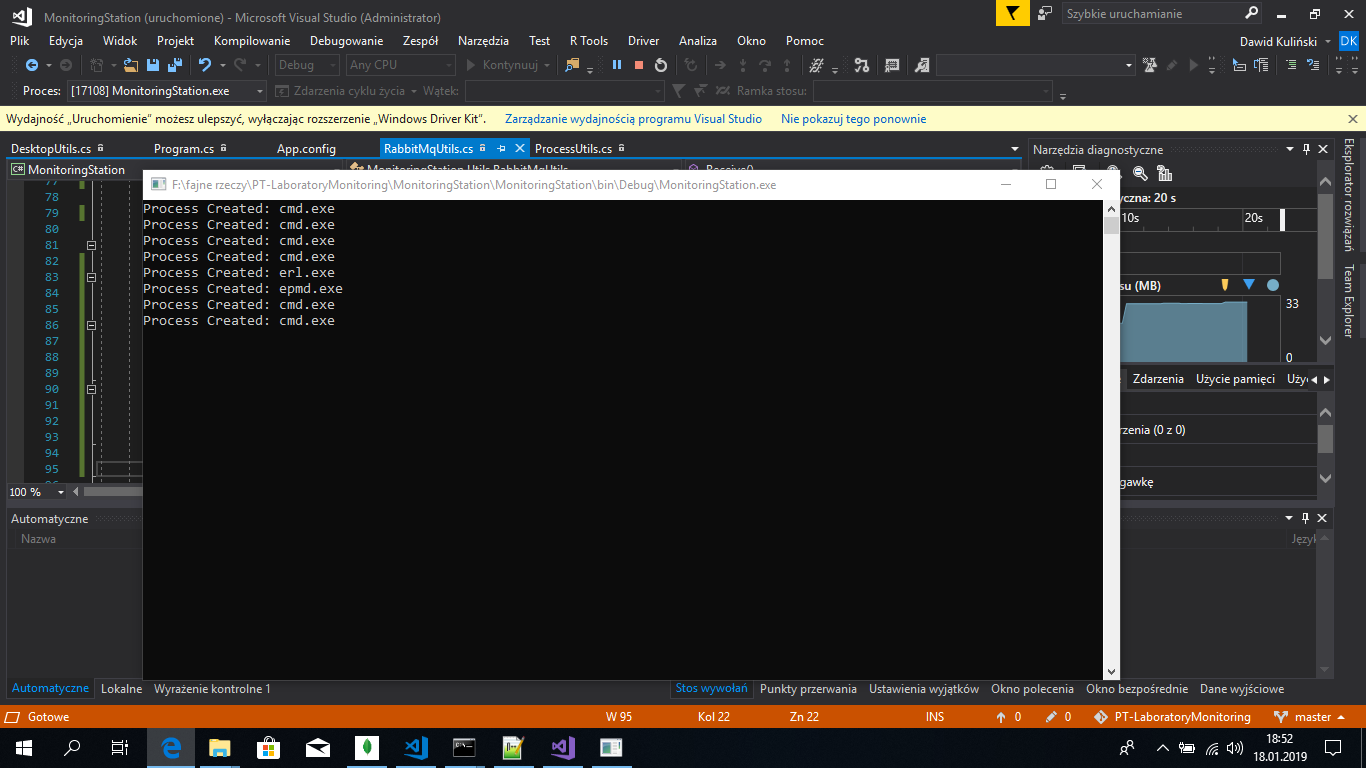 MonitoringStation (uruchomione) - Microsoft Visual Studio (Administrator)
Szybkie uruchamianie
Plik Edycja Widok Projekt Kompilowanie Debugowanie Zespół Narzędzia Test R Tools Driver Analiza Okno Pomoc
Dawid Kuliński DK
Debug Any CPU Kontynuuj
Proces: [17108] MonitoringStation.exe Zdarzenia cyklu życia Wątek: Ramka stosu:
Wydajność „Uruchomienie” możesz ulepszyć, wyłączając rozszerzenie „Windows Driver Kit”. Zarządzanie wydajnością programu Visual Studio Nie pokazuj tego ponownie
DesktopUtils.cs Program.cs App.config RabbitMqUtils.cs ProcessUtils.cs
MonitoringStation MonitoringStation.Utils.RabbitMqUtils Receive()
Narzędzia diagnostyczne
Eksplorator rozwiązań
Team Explorer
F:\fajne rzeczy\PT-LaboratoryMonitoring\MonitoringStation\MonitoringStation\bin\Debug\MonitoringStation.exe
Process Created: cmd.exe
Process Created: cmd.exe
Process Created: cmd.exe
Process Created: cmd.exe
Process Created: erl.exe
Process Created: epmd.exe
Process Created: cmd.exe
Process Created: cmd.exe
77
78
79
80
81
82
83
84
85
86
87
88
89
90
91
92
93
94
95
100 %
yczna: 20 s
10s 20s
su (MB)
33
0
Zdarzenia Użycie pamięci Użyc
rzenia (0 z 0)
gawkę
Automatyczne
Nazwa
Język
Automatyczne Lokalne Wyrażenie kontrolne 1
Stos wywołań Punkty przerwania Ustawienia wyjątków Okno polecenia Okno bezpośrednie Dane wyjściowe
Gotowe W 95 Kol 22 Zn 22 INS 0 0 PT-LaboratoryMonitoring master
18:52
18.01.2019